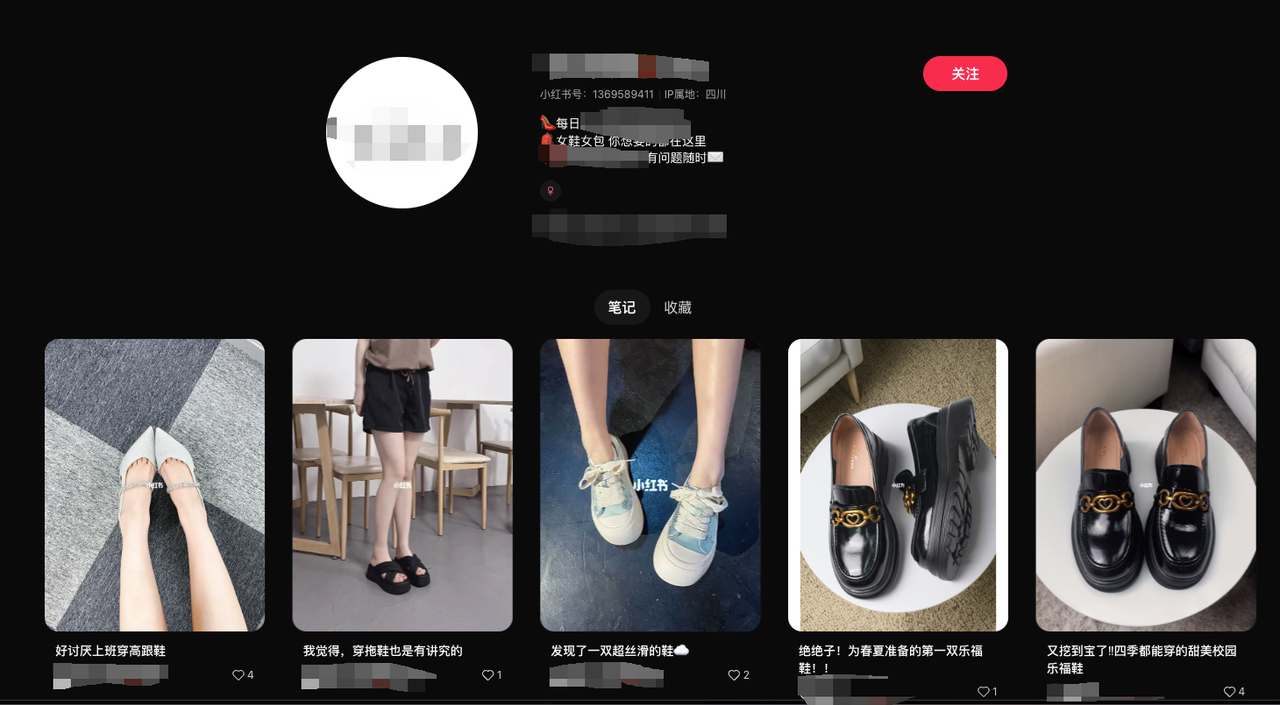 关注
小红书号：1369589411 IP属地：四川
👠每日
女鞋女包 你想要的都在这里
有问题随时✉️
笔记 收藏
小红书
小红书
小红书
小红书
小红书
好讨厌上班穿高跟鞋
4
我觉得，穿拖鞋也是有讲究的
1
发现了一双超丝滑的鞋☁️
2
绝绝子！为春夏准备的第一双乐福
鞋！！
1
又挖到宝了‼️四季都能穿的甜美校园
乐福鞋
4